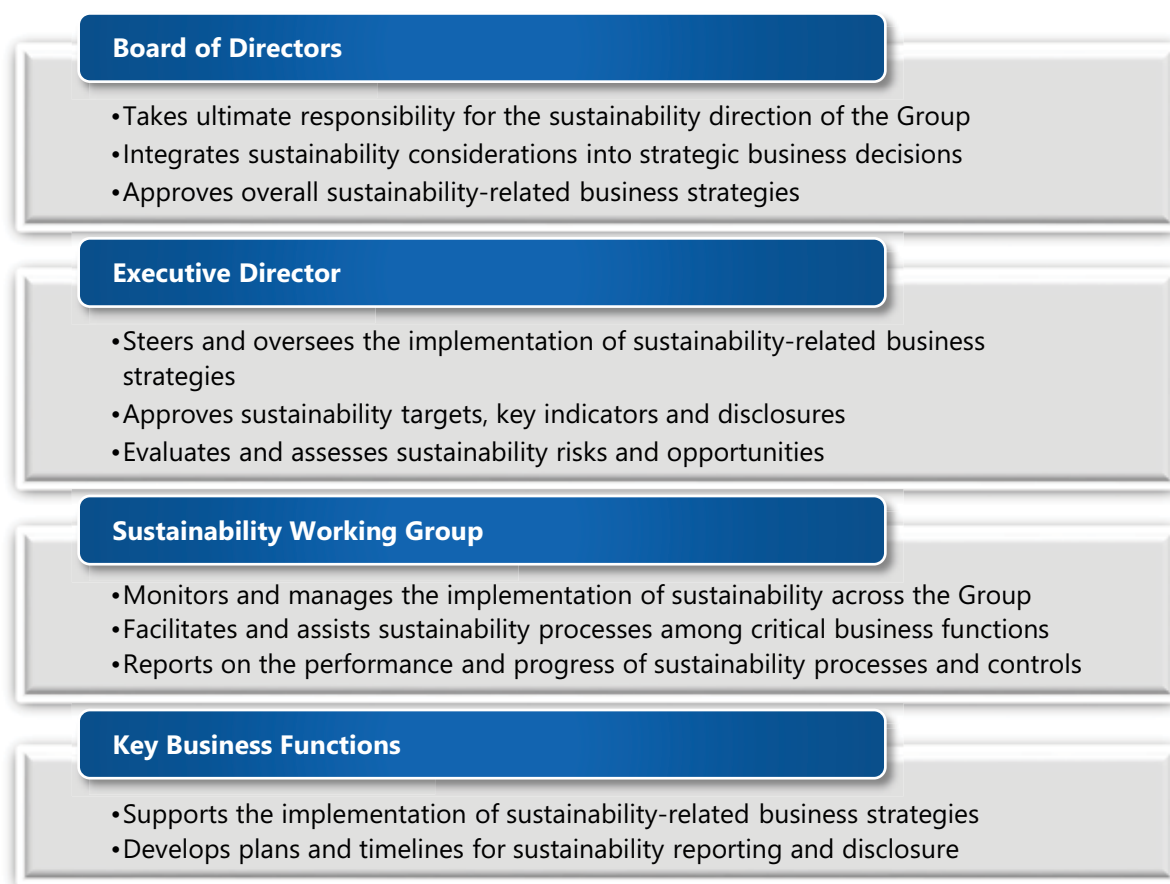 Board of Directors
•Takes ultimate responsibility for the sustainability direction of the Group
•Integrates sustainability considerations into strategic business decisions
•Approves overall sustainability-related business strategies
Executive Director
•Steers and oversees the implementation of sustainability-related business
strategies
•Approves sustainability targets, key indicators and disclosures
•Evaluates and assesses sustainability risks and opportunities
Sustainability Working Group
•Monitors and manages the implementation of sustainability across the Group
•Facilitates and assists sustainability processes among critical business functions
•Reports on the performance and progress of sustainability processes and controls
Key Business Functions
•Supports the implementation of sustainability-related business strategies
•Develops plans and timelines for sustainability reporting and disclosure